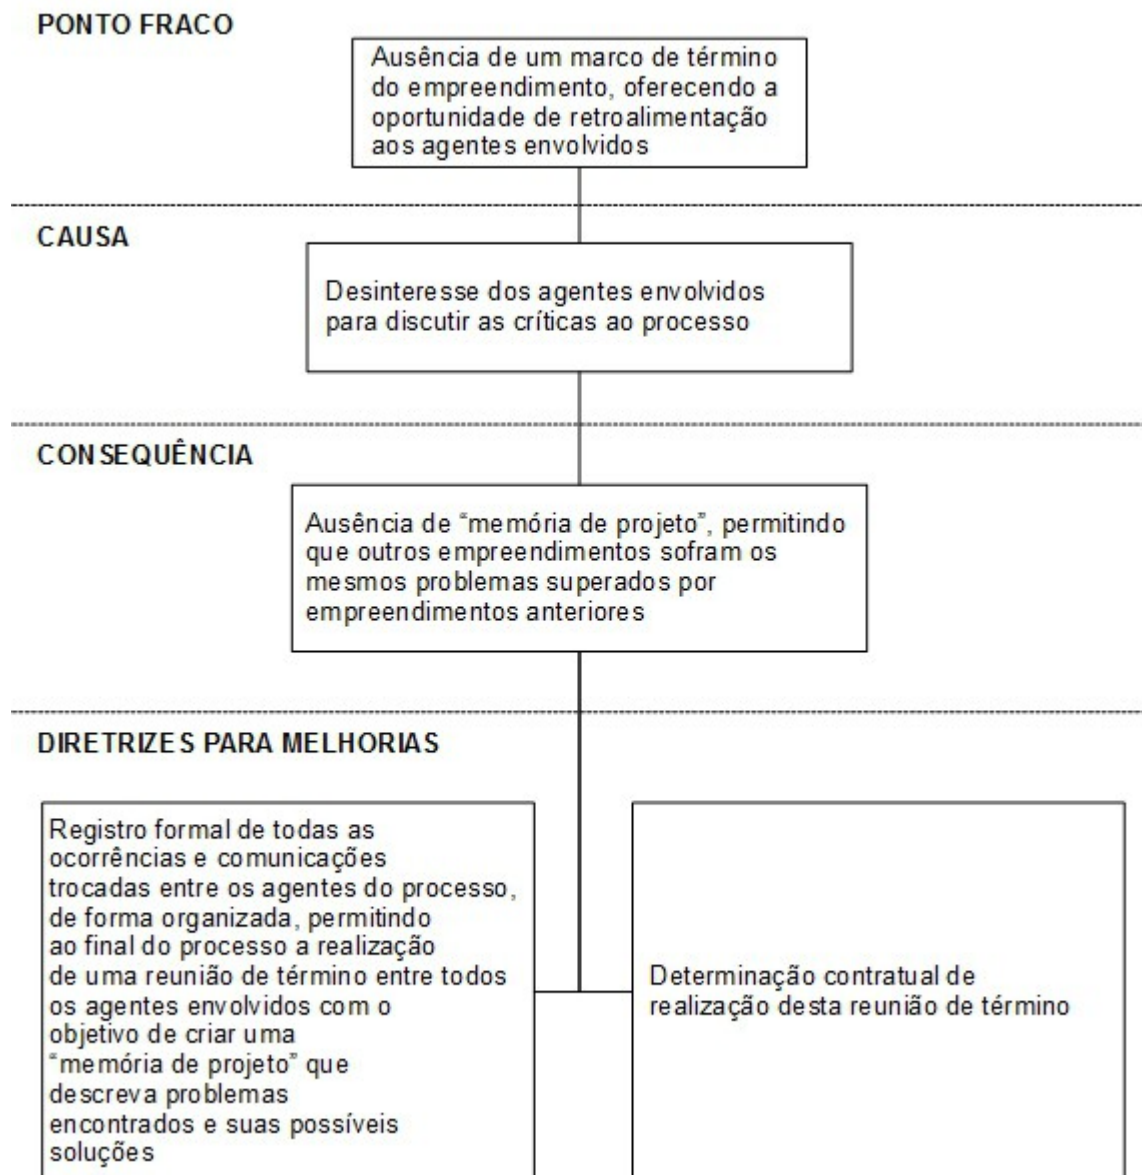 PONTO FRACO
Ausência de um marco de término
do empreendimento, oferecendo a
oportunidade de retroalimentação
aos agentes envolvidos
CAUSA
Desinteresse dos agentes envolvidos
para discutir as críticas ao processo
CONSEQUÊNCIA
Ausência de “memória de projeto”, permitindo
que outros empreendimentos sofram os
mesmos problemas superados por
empreendimentos anteriores
DIRETRIZES PARA MELHORIAS
Registro formal de todas as
ocorrências e comunicações
trocadas entre os agentes do processo,
de forma organizada, permitindo
ao final do processo a realização
de uma reunião de término entre todos
os agentes envolvidos com o
objetivo de criar uma
“memória de projeto” que
descreva problemas
encontrados e suas possíveis
soluções
Determinação contratual de
realização desta reunião de término